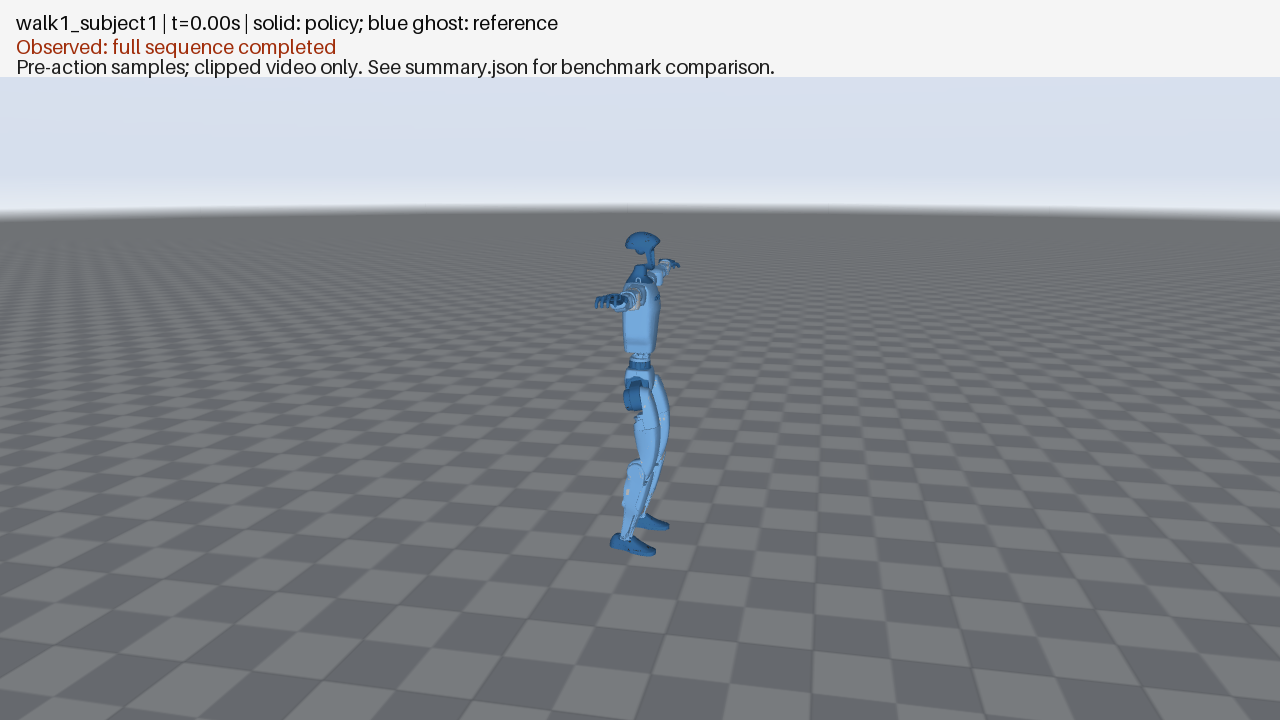 walk1_subject1 | t=0.00s | solid: policy; blue ghost: reference
Observed: full sequence completed
Pre-action samples; clipped video only. See summary.json for benchmark comparison.